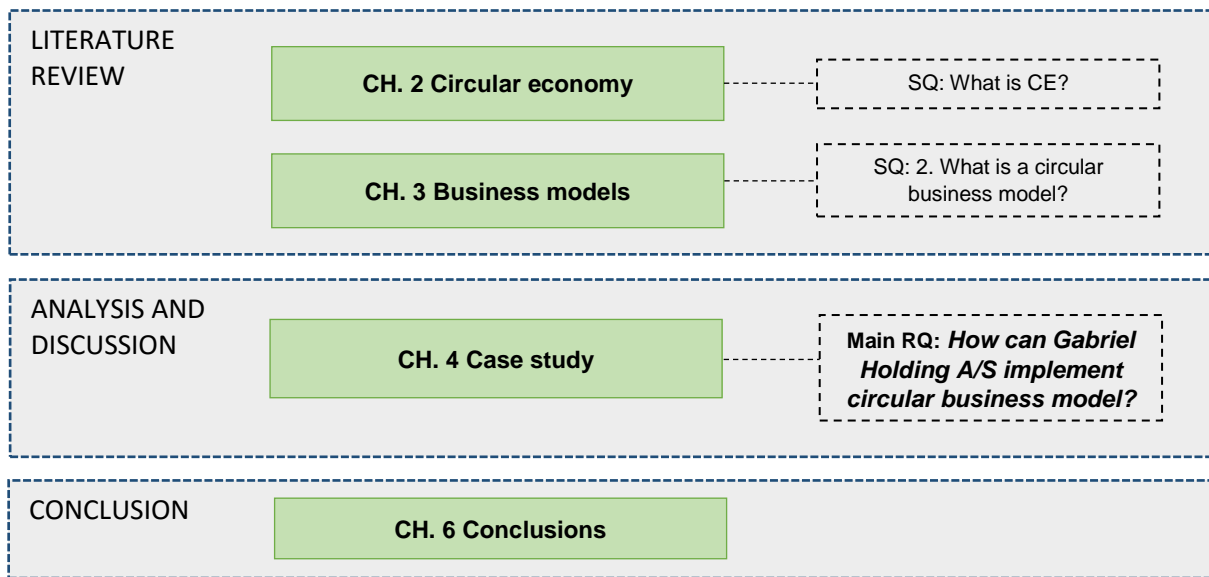 LITERATURE
REVIEW
CH. 2 Circular economy
SQ: What is CE?
CH. 3 Business models
SQ: 2. What is a circular
business model?
ANALYSIS AND
DISCUSSION
CH. 4 Case study
Main RQ: How can Gabriel
Holding A/S implement
circular business model?
CONCLUSION
CH. 6 Conclusions